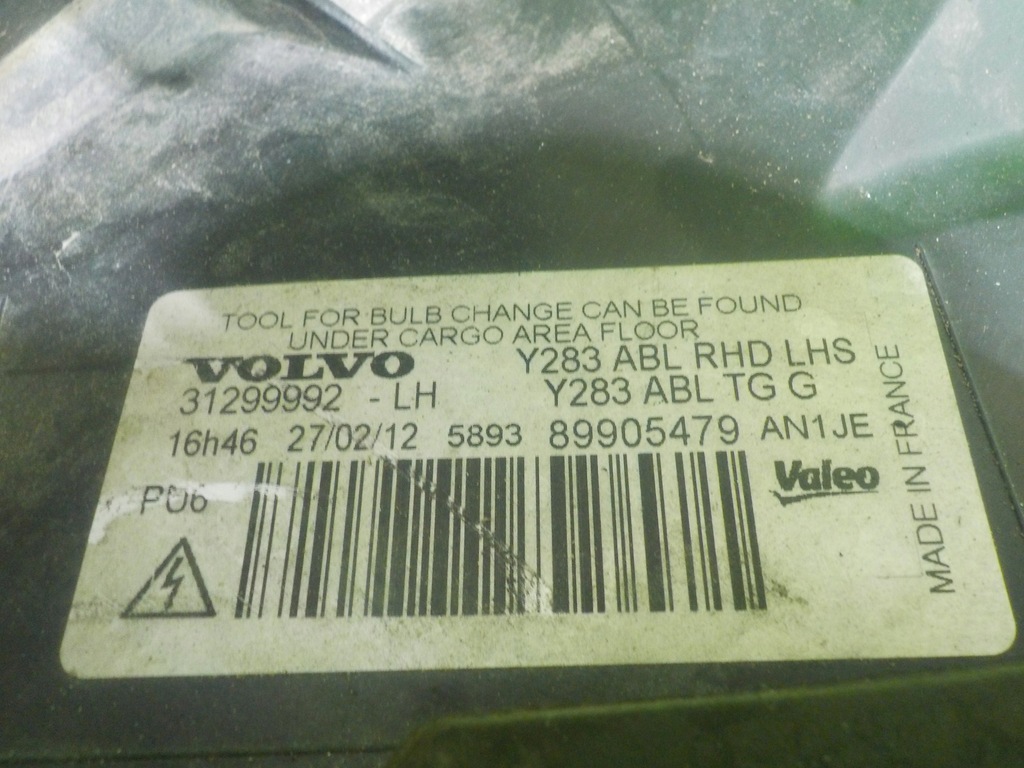 TOOL FOR BULB CHANGE CAN BE FOUND
UNDER CARGO AREA FLOOR
VOLVO Y283 ABL RHD LHS
31299992 - LH Y283 ABL TG G
16h46 27/02/12 5893 89905479 AN1JE
PU6
Valeo
MADE IN FRANCE